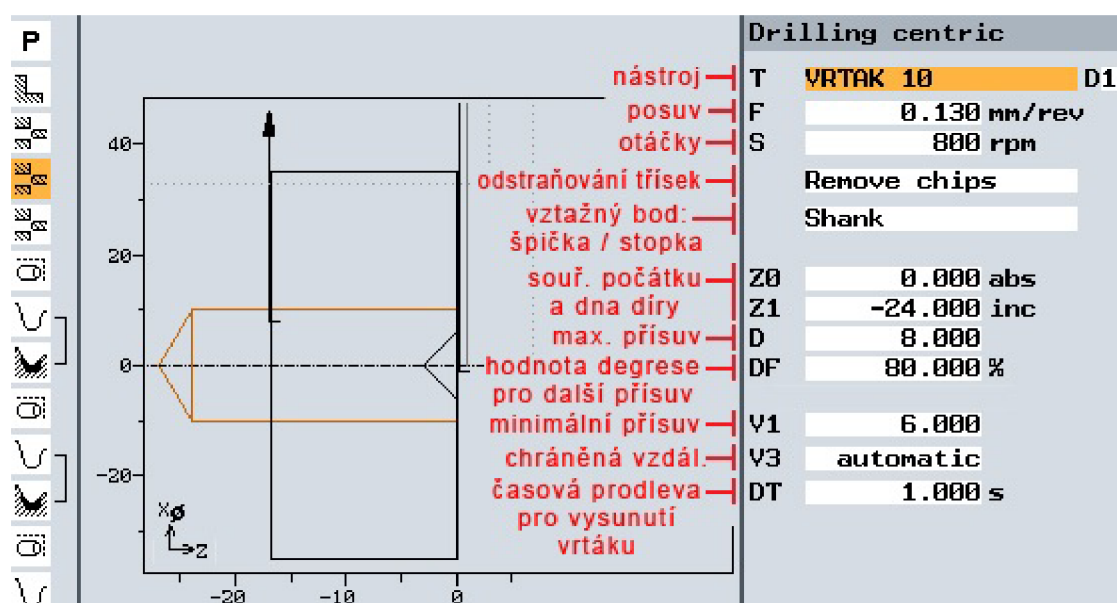 P
Drilling centric
nástroj T VRTAK 10 D1
posuv F 0.130 mm/rev
otáčky S 800 rpm
odstraňování třísek Remove chips
vztažný bod: Shank
špička / stopka
souř. počátku Z0 0.000 abs
a dna díry Z1 -24.000 inc
max. přísuv D 8.000
hodnota degrese DF 80.000 %
pro další přísuv
minimální přísuv V1 6.000
chráněná vzdál. V3 automatic
časová prodleva DT 1.000 s
pro vysunutí
vrtáku
40
20
0
-20
X ø
Z
-20 -10 0